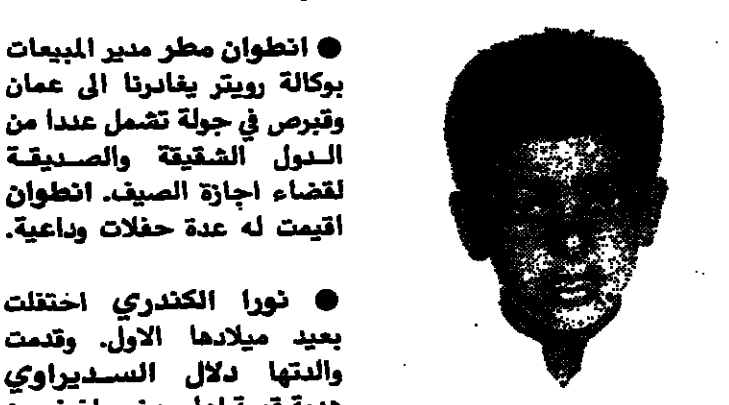 ● انطوان مطر مدير المبيعات
بوكالة رويتر يغادرنا الى عمان
وقبرص في جولة تشمل عددا من
الدول الشقيقة والصديقة
لقضاء اجازة الصيف. انطوان
اقيمت له عدة حفلات وداعية.
● نورا الكندري احتفلت
بعيد ميلادها الاول. وقدمت
والدتها دلال السديراوي